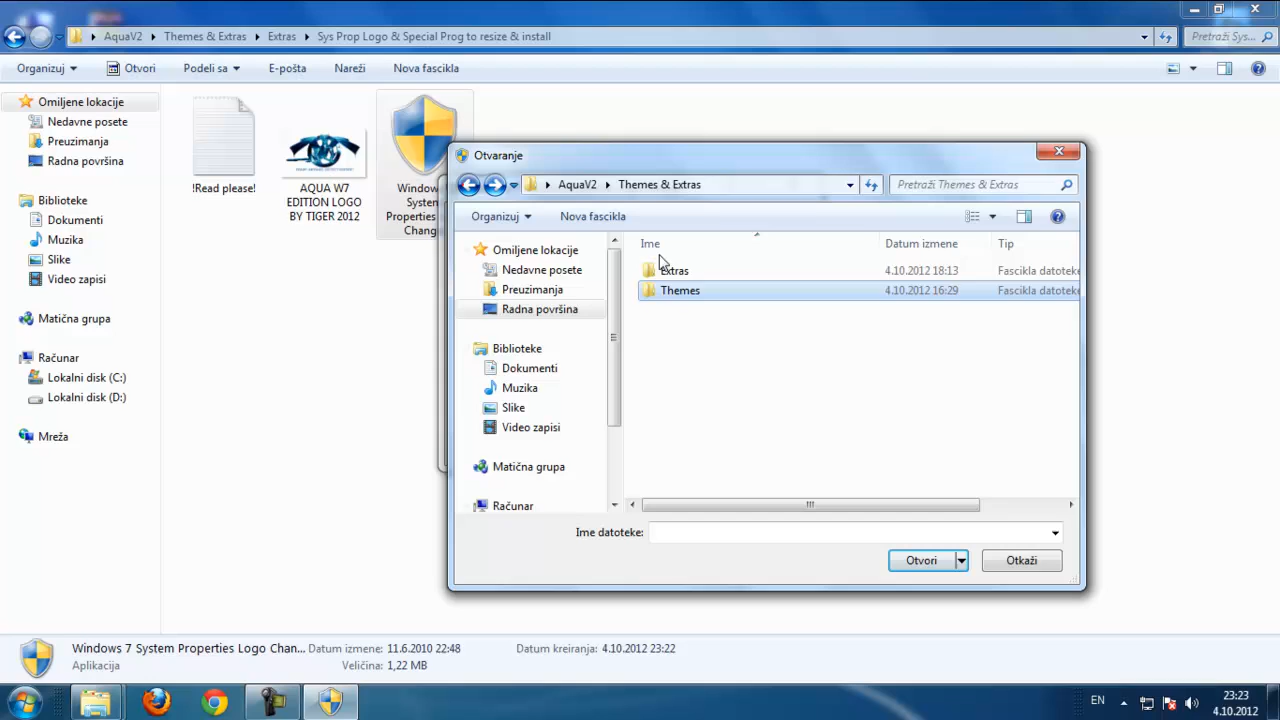 AquaV2 Themes & Extras Extras Sys Prop Logo & Special Prog to resize & install
Pretraži Sys...
Organizuj Otvori Podeli sa E-pošta Nareži Nova fascikla
Omiljene lokacije
Nedavne posete
Preuzimanja
Radna površina
Biblioteke
Dokumenti
Muzika
Slike
Video zapisi
Matična grupa
Računar
Lokalni disk (C:)
Lokalni disk (D:)
Mreža
!Read please!
AQUA W7
EDITION LOGO
BY TIGER 2012
Window
System
Properties
Chang
Otvaranje
AquaV2 Themes & Extras
Pretraži Themes & Extras
Organizuj Nova fascikla
Omiljene lokacije
Nedavne posete
Preuzimanja
Radna površina
Biblioteke
Dokumenti
Muzika
Slike
Video zapisi
Matična grupa
Računar
Ime Datum izmene Tip
Extras 4.10.2012 18:13 Fascikla datoteke
Themes 4.10.2012 16:29 Fascikla datoteke
Ime datoteke:
Otvori Otkaži
Windows 7 System Properties Logo Chan... Datum izmene: 11.6.2010 22:48 Datum kreiranja: 4.10.2012 23:22
Aplikacija Veličina: 1,22 MB
EN
23:23
4.10.2012